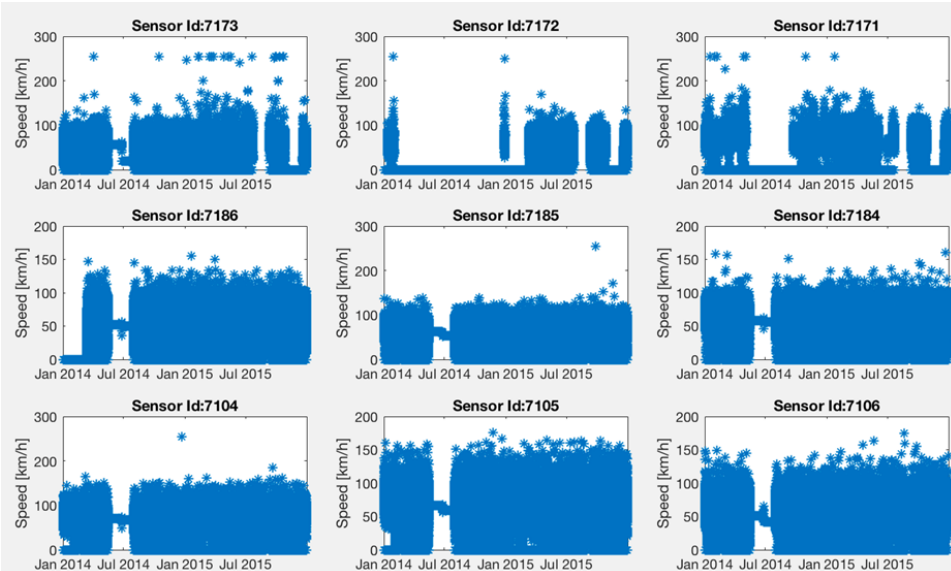 Sensor Id:7173
Speed [km/h]
300
200
100
0
Jan 2014 Jul 2014 Jan 2015 Jul 2015
Sensor Id:7172
Speed [km/h]
300
200
100
0
Jan 2014 Jul 2014 Jan 2015 Jul 2015
Sensor Id:7171
Speed [km/h]
300
200
100
0
Jan 2014 Jul 2014 Jan 2015 Jul 2015
Sensor Id:7186
Speed [km/h]
200
150
100
50
0
Jan 2014 Jul 2014 Jan 2015 Jul 2015
Sensor Id:7185
Speed [km/h]
300
200
100
0
Jan 2014 Jul 2014 Jan 2015 Jul 2015
Sensor Id:7184
Speed [km/h]
200
150
100
50
0
Jan 2014 Jul 2014 Jan 2015 Jul 2015
Sensor Id:7104
Speed [km/h]
300
200
100
0
Jan 2014 Jul 2014 Jan 2015 Jul 2015
Sensor Id:7105
Speed [km/h]
200
150
100
50
0
Jan 2014 Jul 2014 Jan 2015 Jul 2015
Sensor Id:7106
Speed [km/h]
200
150
100
50
0
Jan 2014 Jul 2014 Jan 2015 Jul 2015